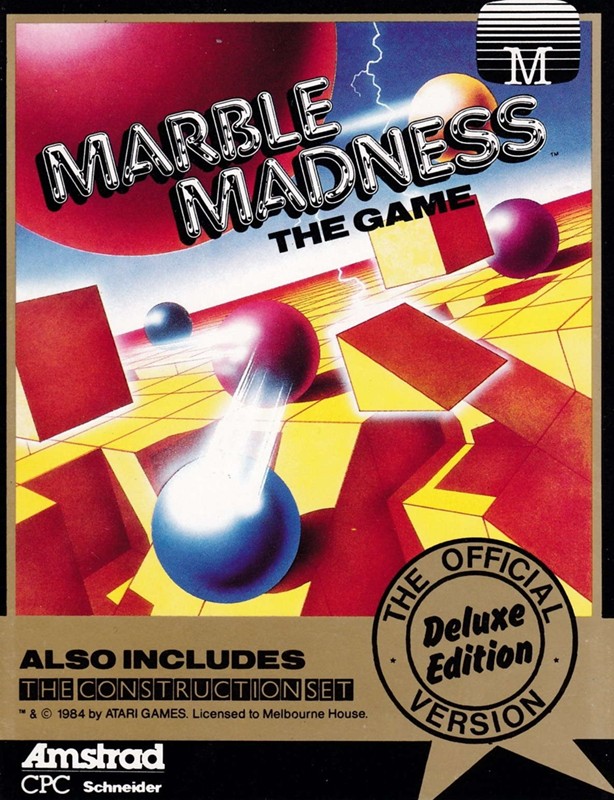 M
MARBLE
MADNESS™
THE GAME
THE OFFICIAL
Deluxe
Edition
VERSION
ALSO INCLUDES
THE CONSTRUCTION SET
™ & © 1984 by ATARI GAMES. Licensed to Melbourne House.
Amstrad
CPC Schneider